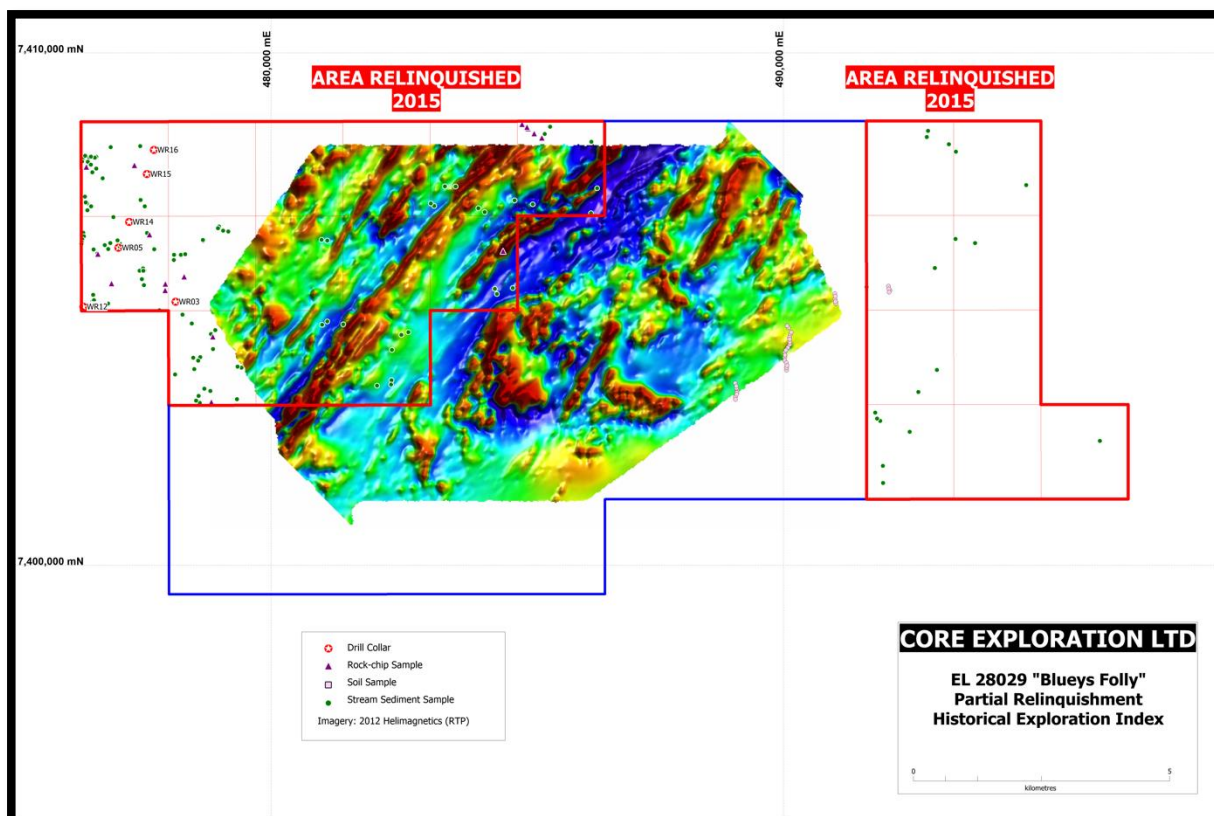 7,410,000 mN
480,000 mE
490,000 mE
AREA RELINQUISHED
2015
AREA RELINQUISHED
2015
WR16
WR15
WR14
WR05
WR12
WR03
7,400,000 mN
Drill Collar
Rock-chip Sample
Soil Sample
Stream Sediment Sample
Imagery: 2012 Helimagnetics (RTP)
CORE EXPLORATION LTD
EL 28029 "Blueys Folly"
Partial Relinquishment
Historical Exploration Index
0 5
kilometres